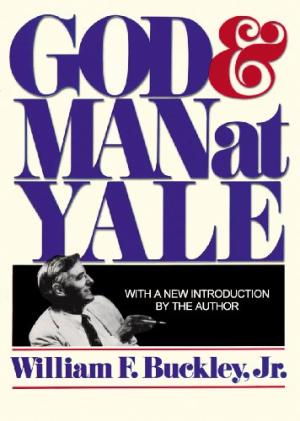 GOD &
MAN at
YALE
WITH A NEW INTRODUCTION
BY THE AUTHOR
William F. Buckley, Jr.